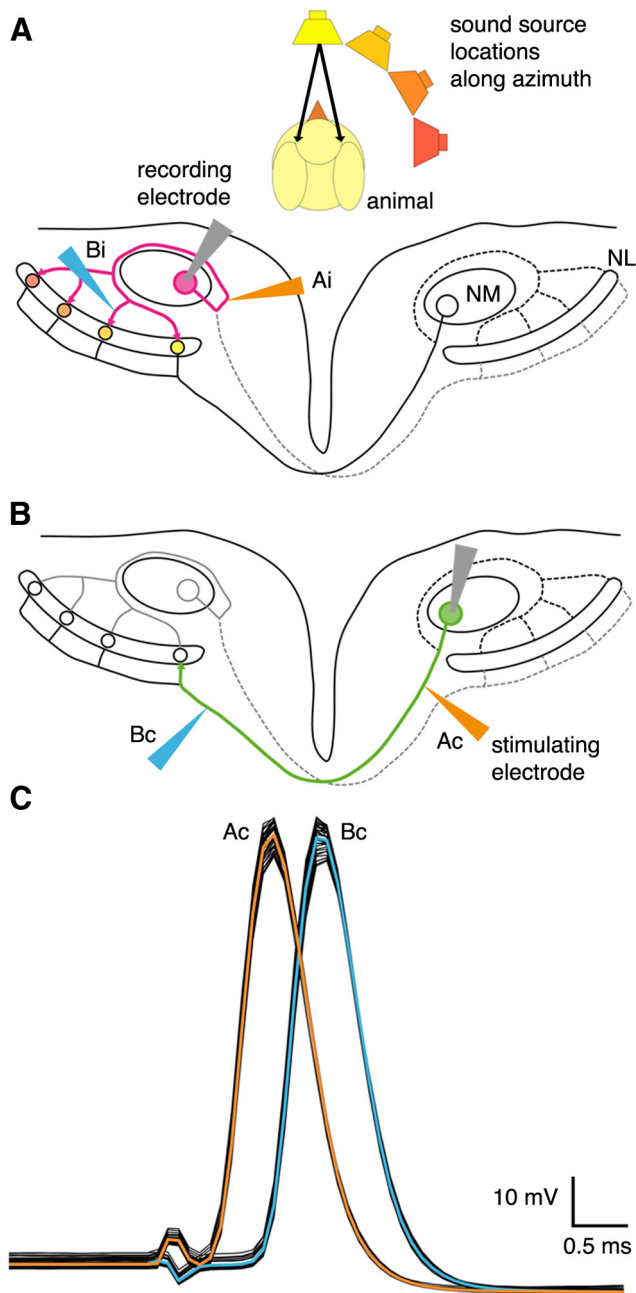 A
sound source
locations
along azimuth
recording
electrode
animal
Bi
Ai
NL
NM
B
Bc
Ac
stimulating
electrode
C
Ac
Bc
10 mV
0.5 ms